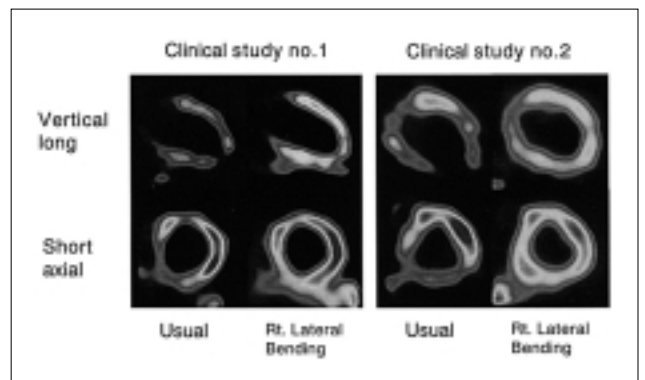 Clinical study no.1
Clinical study no.2
Vertical
long
Short
axial
Usual
Rt. Lateral
Bending
Usual
Rt. Lateral
Bending